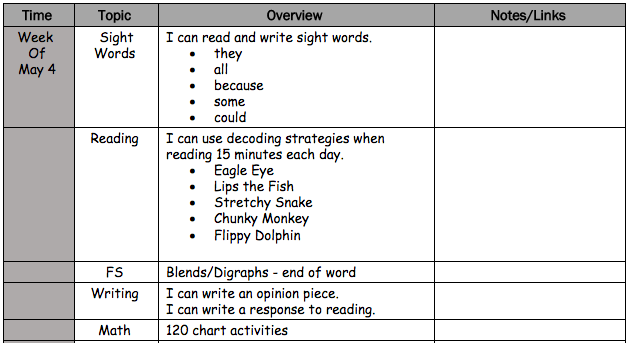 Time Topic Overview Notes/Links
Week Of May 4
Sight Words
I can read and write sight words.
• they
• all
• because
• some
• could
Reading
I can use decoding strategies when
reading 15 minutes each day.
• Eagle Eye
• Lips the Fish
• Stretchy Snake
• Chunky Monkey
• Flippy Dolphin
FS Blends/Digraphs - end of word
Writing I can write an opinion piece.
I can write a response to reading.
Math 120 chart activities